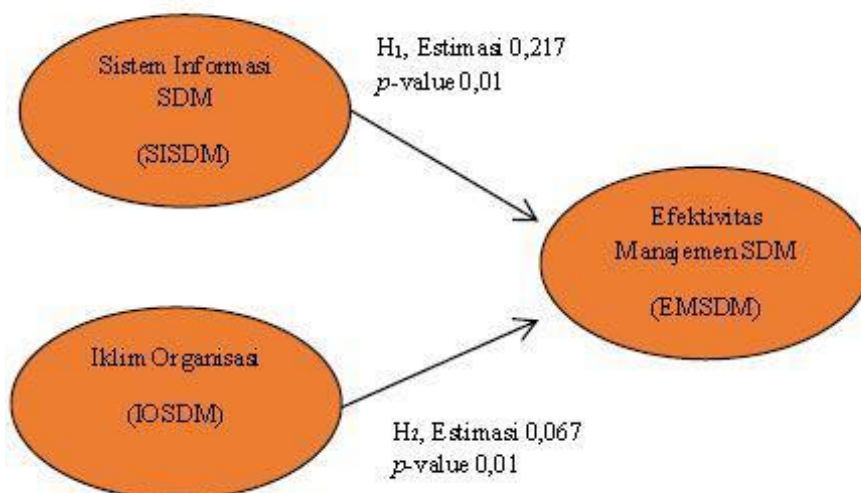 Sistem Informasi
SDM
(SISDM)
H₁, Estimasi 0,217
p-value 0,01
Efektivitas
Manajemen SDM
(EMSDM)
Iklim Organisasi
(IOSDM)
H₂, Estimasi 0,067
p-value 0,01